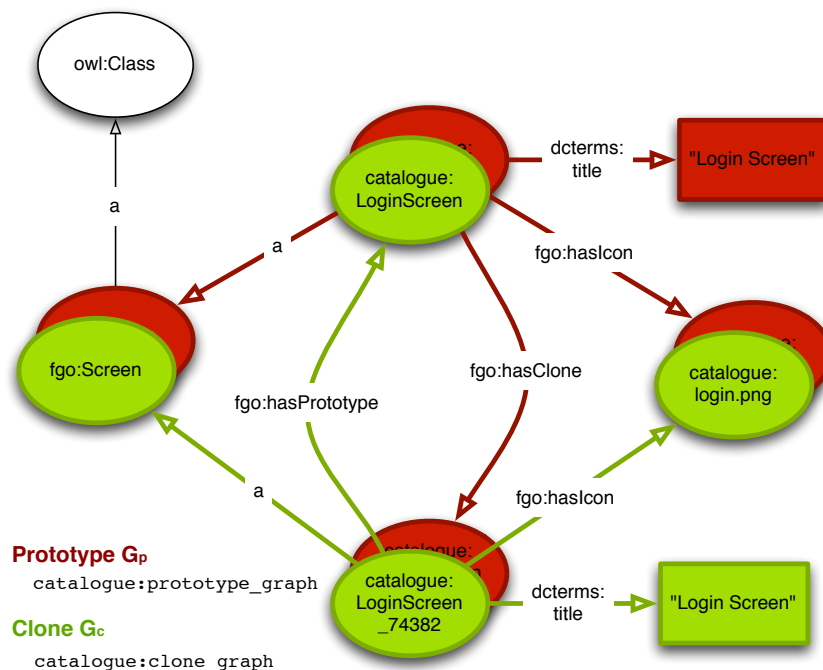 owl:Class
a
catalogue:
LoginScreen
dcterms:
title
"Login Screen"
a
fgo:hasIcon
fgo:Screen
fgo:hasPrototype
fgo:hasClone
catalogue:
login.png
a
fgo:hasIcon
Prototype Gp
catalogue:prototype_graph
catalogue:
catalogue:
LoginScreen
_74382
dcterms:
title
"Login Screen"
Clone Gc
catalogue:clone_graph